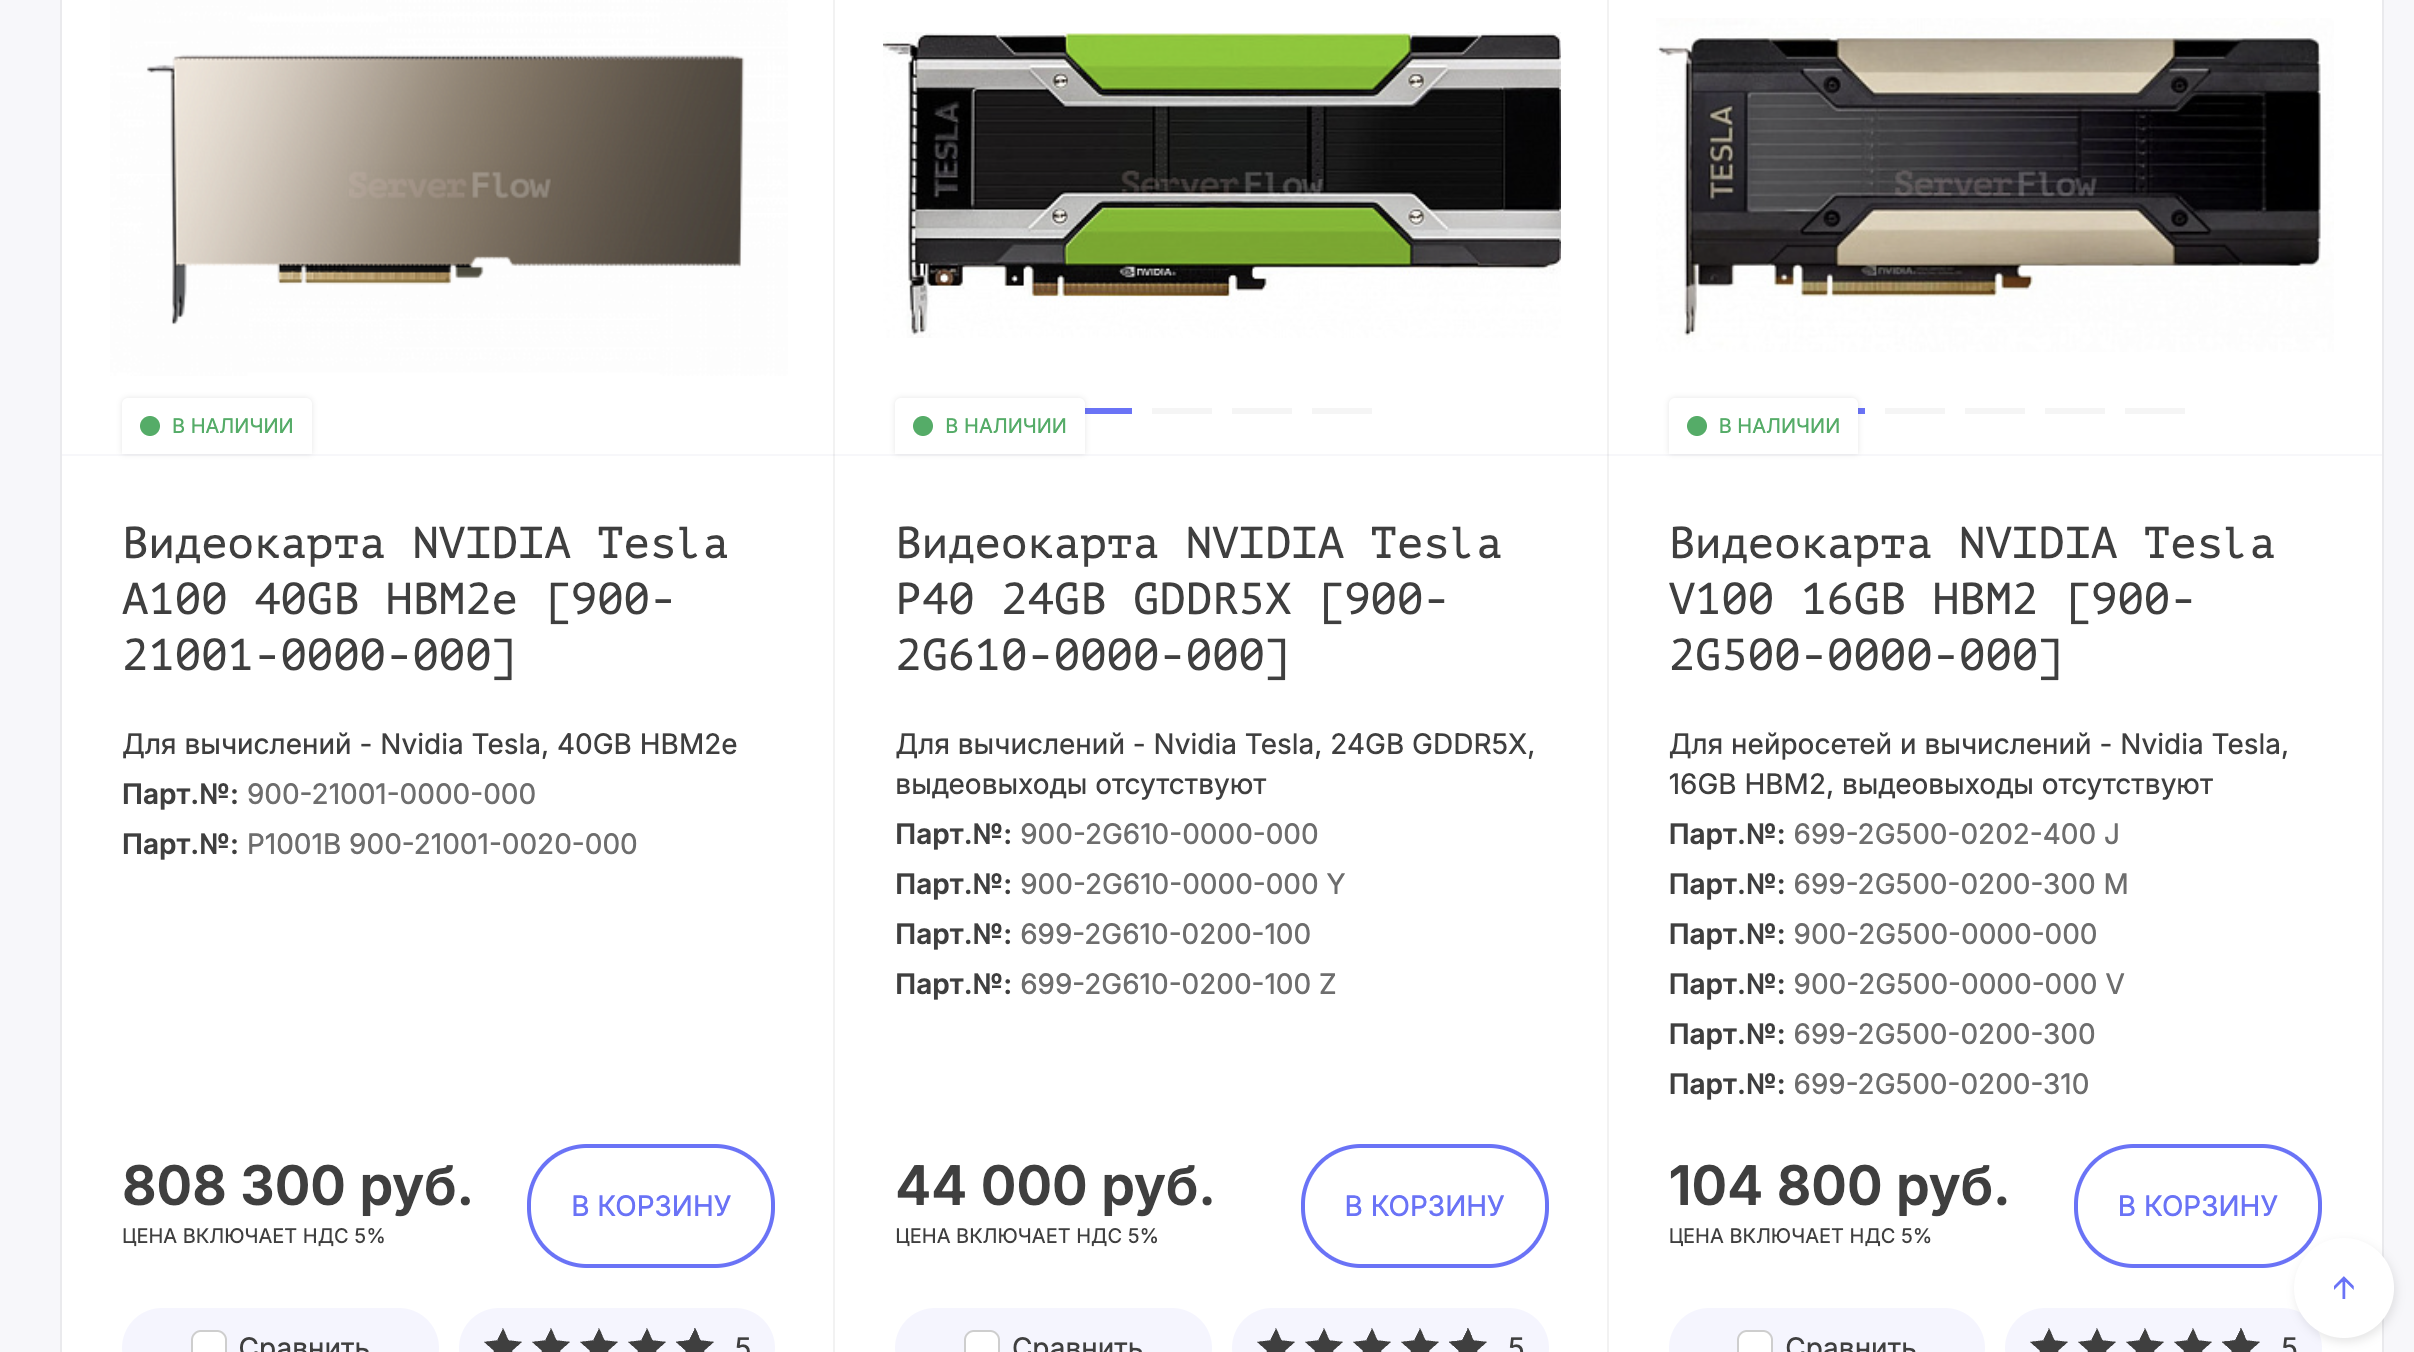 ServerFlow
TESLA
ServerFlow
NVIDIA.
TESLA
ServerFlow
NVIDIA.
В НАЛИЧИИ
В НАЛИЧИИ
В НАЛИЧИИ
Видеокарта NVIDIA Tesla
A100 40GB HBM2e [900-
21001-0000-000]
Для вычислений - Nvidia Tesla, 40GB HBM2e
Парт.№: 900-21001-0000-000
Парт.№: P1001B 900-21001-0020-000
808 300 руб.
ЦЕНА ВКЛЮЧАЕТ НДС 5%
В КОРЗИНУ
Сравнить
5
Видеокарта NVIDIA Tesla
P40 24GB GDDR5X [900-
2G610-0000-000]
Для вычислений - Nvidia Tesla, 24GB GDDR5X,
выдеовыходы отсутствуют
Парт.№: 900-2G610-0000-000
Парт.№: 900-2G610-0000-000 Y
Парт.№: 699-2G610-0200-100
Парт.№: 699-2G610-0200-100 Z
44 000 руб.
ЦЕНА ВКЛЮЧАЕТ НДС 5%
В КОРЗИНУ
Сравнить
5
Видеокарта NVIDIA Tesla
V100 16GB HBM2 [900-
2G500-0000-000]
Для нейросетей и вычислений - Nvidia Tesla,
16GB HBM2, выдеовыходы отсутствуют
Парт.№: 699-2G500-0202-400 J
Парт.№: 699-2G500-0200-300 M
Парт.№: 900-2G500-0000-000
Парт.№: 900-2G500-0000-000 V
Парт.№: 699-2G500-0200-300
Парт.№: 699-2G500-0200-310
104 800 руб.
ЦЕНА ВКЛЮЧАЕТ НДС 5%
В КОРЗИНУ
Сравнить
5